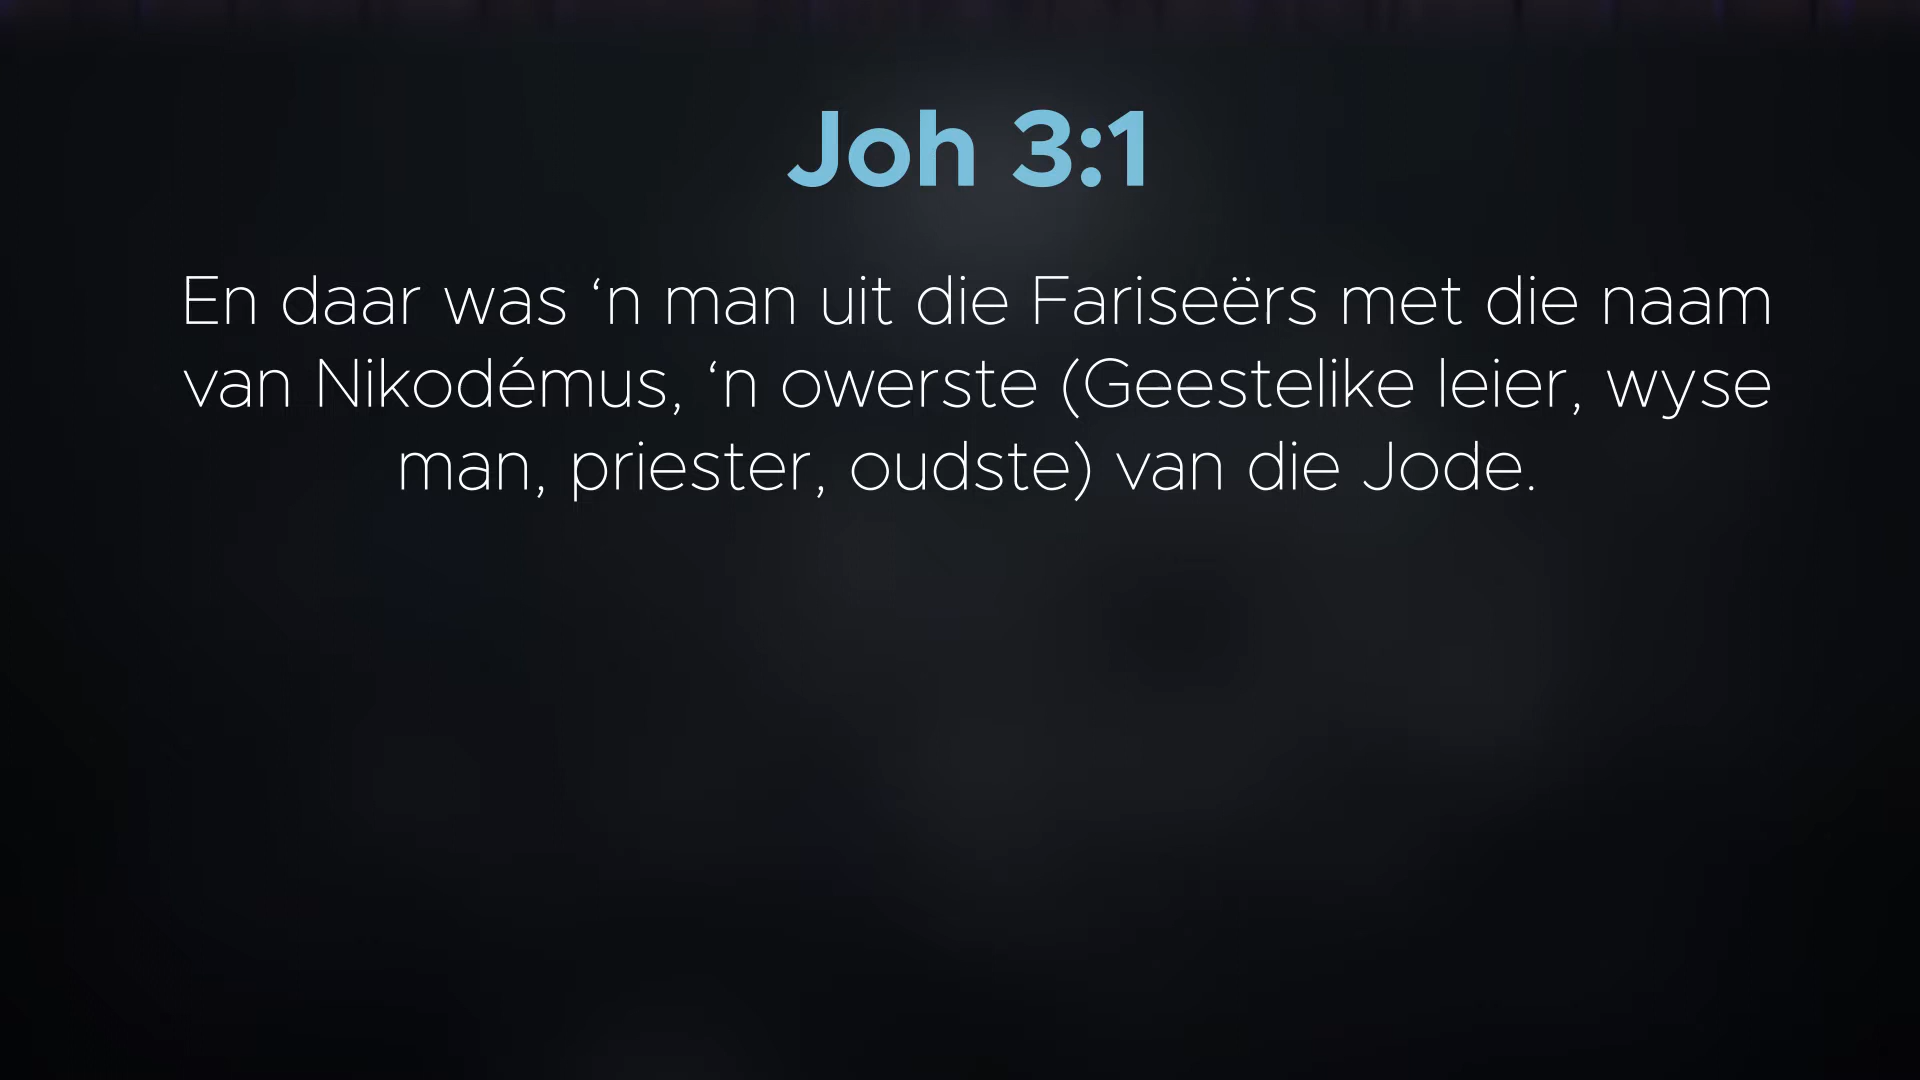 Joh 3:1
En daar was ‘n man uit die Fariseërs met die naam
van Nikodémus, ‘n owerste (Geestelike leier, wyse
man, priester, oudste) van die Jode.